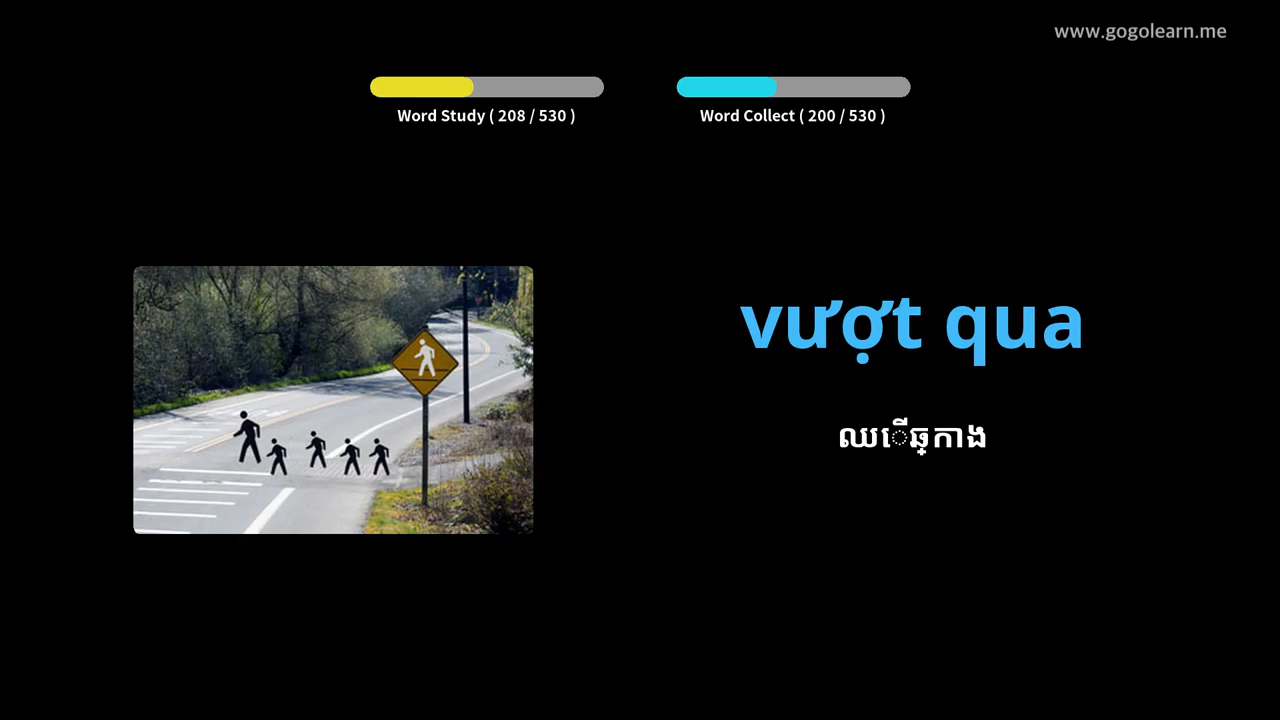 www.gogolearn.me
Word Study ( 208 / 530 )
Word Collect ( 200 / 530 )
vượt qua
ឈើឆ្កាង